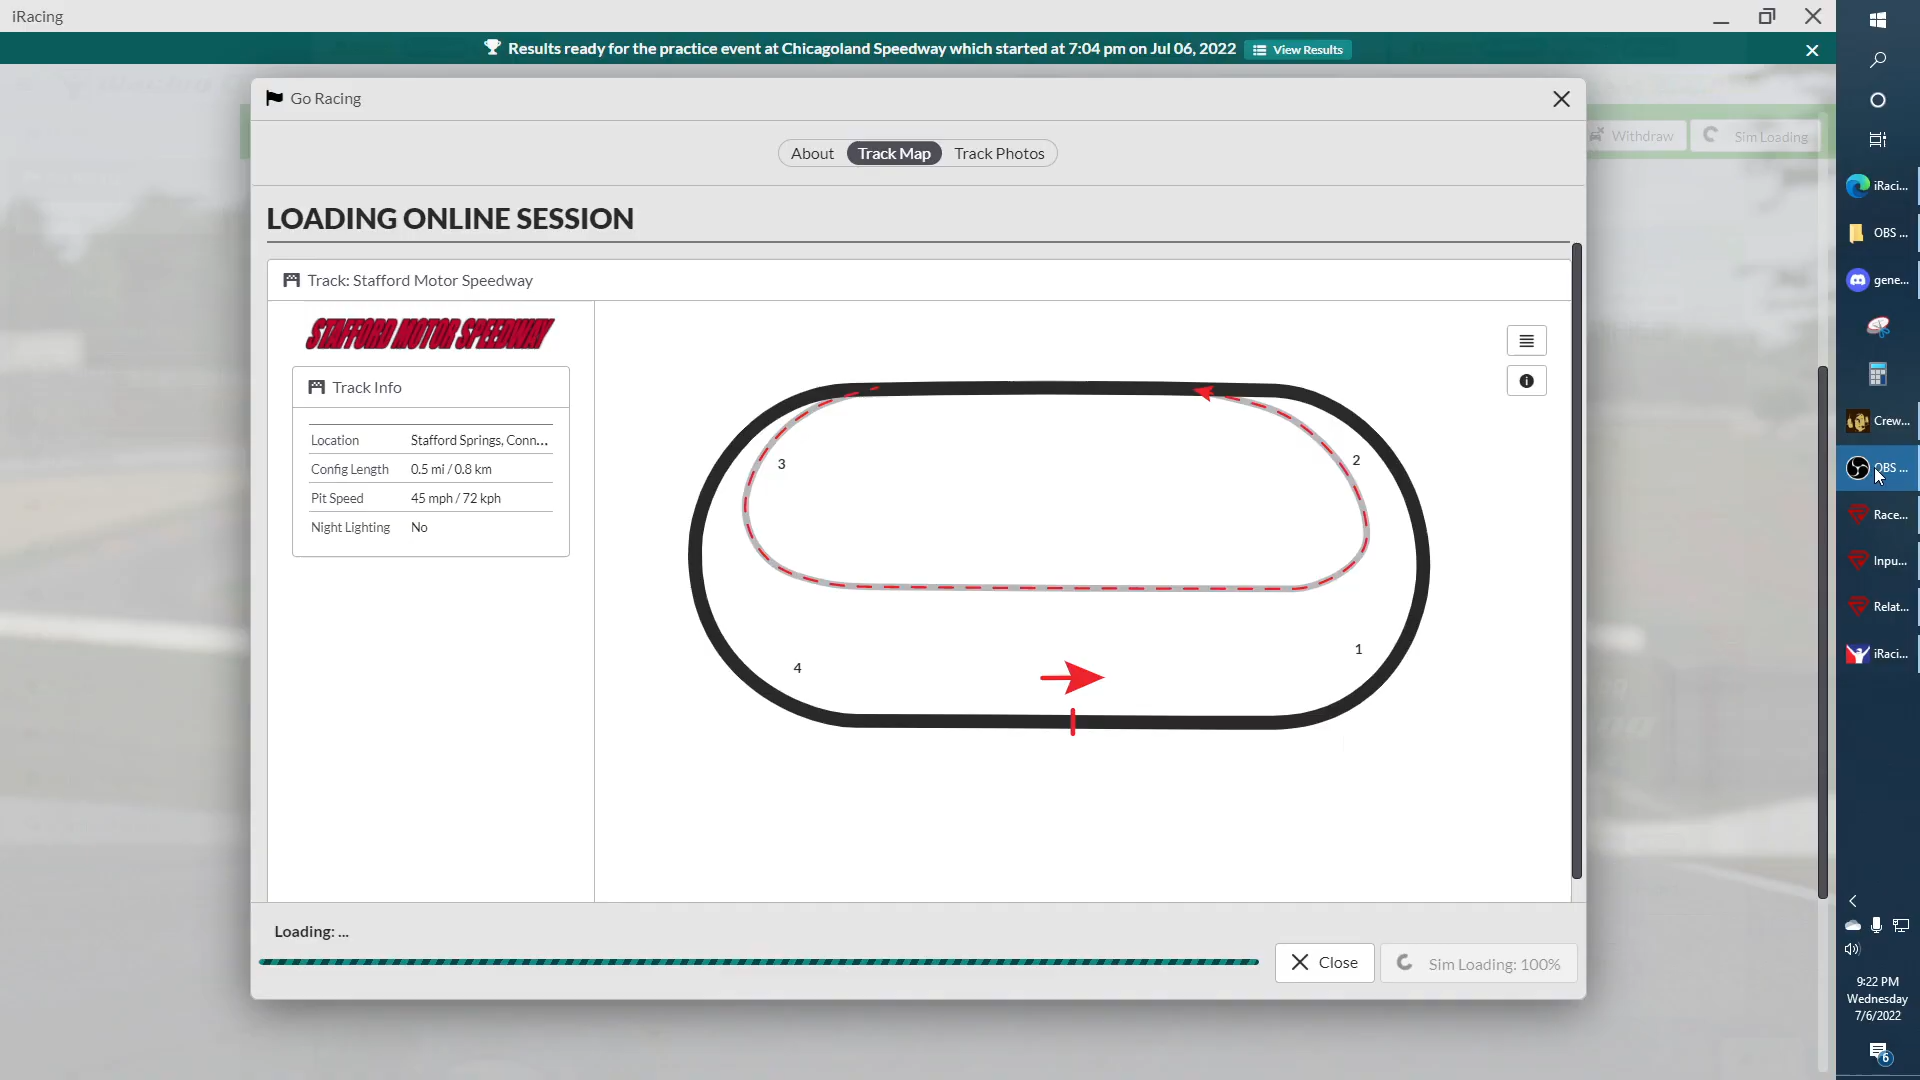 iRacing
Results ready for the practice event at Chicagoland Speedway which started at 7:04 pm on Jul 06, 2022 View Results
Go Racing
Withdraw
Sim Loading
About
Track Map
Track Photos
LOADING ONLINE SESSION
Track: Stafford Motor Speedway
STAFFORD MOTOR SPEEDWAY
Track Info
Location Stafford Springs, Conn...
Config Length 0.5 mi / 0.8 km
Pit Speed 45 mph / 72 kph
Night Lighting No
3
2
4
1
Loading: ...
Close
Sim Loading: 100%
iRaci...
OBS ...
gene...
Crew...
OBS ...
Race...
Inpu...
Relat...
iRaci...
9:22 PM
Wednesday
7/6/2022
6